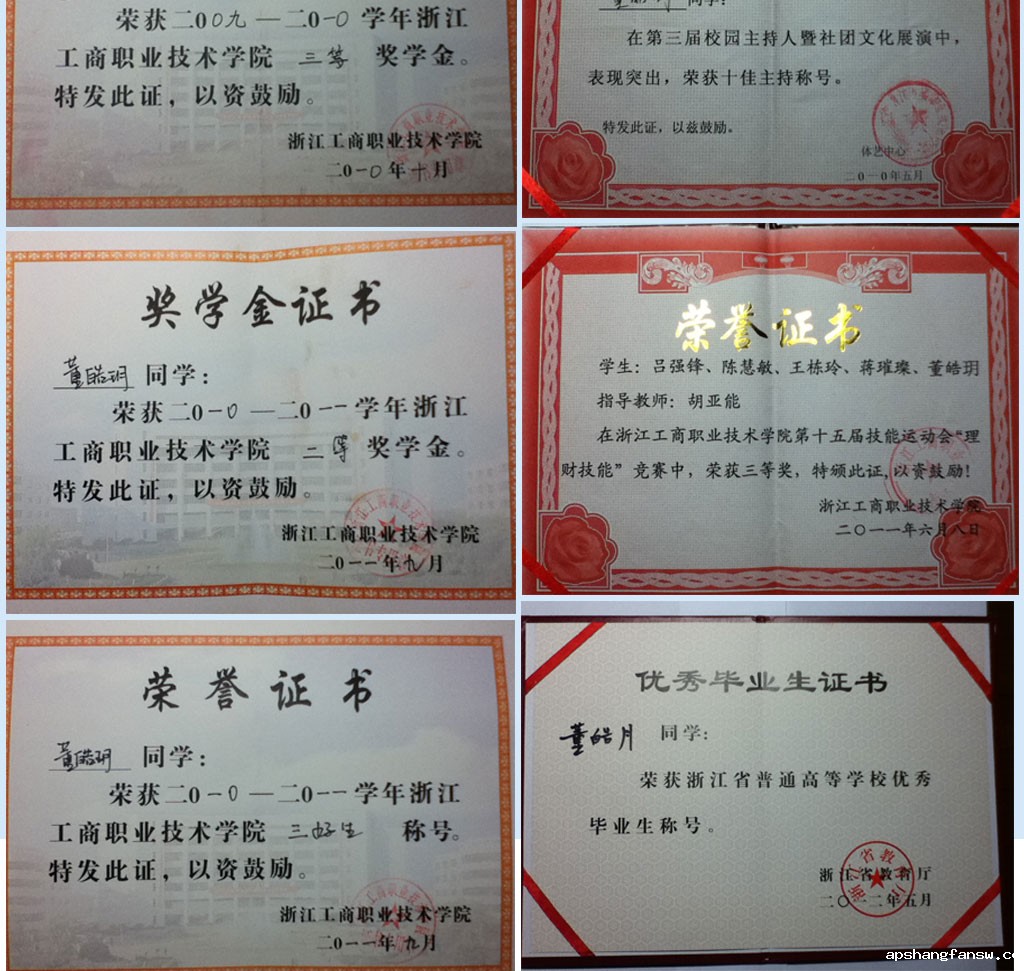 荣获二00九—二0一0学年浙江
工商职业技术学院 三等 奖学金。
特发此证，以资鼓励。
浙江工商职业技术学院
二0一0年十月
同学：
在第三届校园主持人暨社团文化展演中，
表现突出，荣获十佳主持称号。
特发此证，以兹鼓励。
体艺中心
二0一0年五月
奖学金证书
董皓玥 同学：
荣获二0一0—二0一一学年浙江
工商职业技术学院 二等 奖学金。
特发此证，以资鼓励。
浙江工商职业技术学院
二0一一年九月
荣誉证书
学生：吕强锋、陈慧敏、王栋玲、蒋璀璨、董皓玥
指导教师：胡亚能
在浙江工商职业技术学院第十五届技能运动会“理
财技能”竞赛中，荣获三等奖，特颁此证,以资鼓励！
浙江工商职业技术学院
二〇一一年六月八日
荣誉证书
董皓玥 同学：
荣获二0一0—二0一一学年浙江
工商职业技术学院 三好生 称号。
特发此证，以资鼓励。
浙江工商职业技术学院
二0一一年九月
优秀毕业生证书
董皓月 同学：
荣获浙江省普通高等学校优秀
毕业生称号。
浙江省教育厅
二〇一二年五月
apshangfansw.co